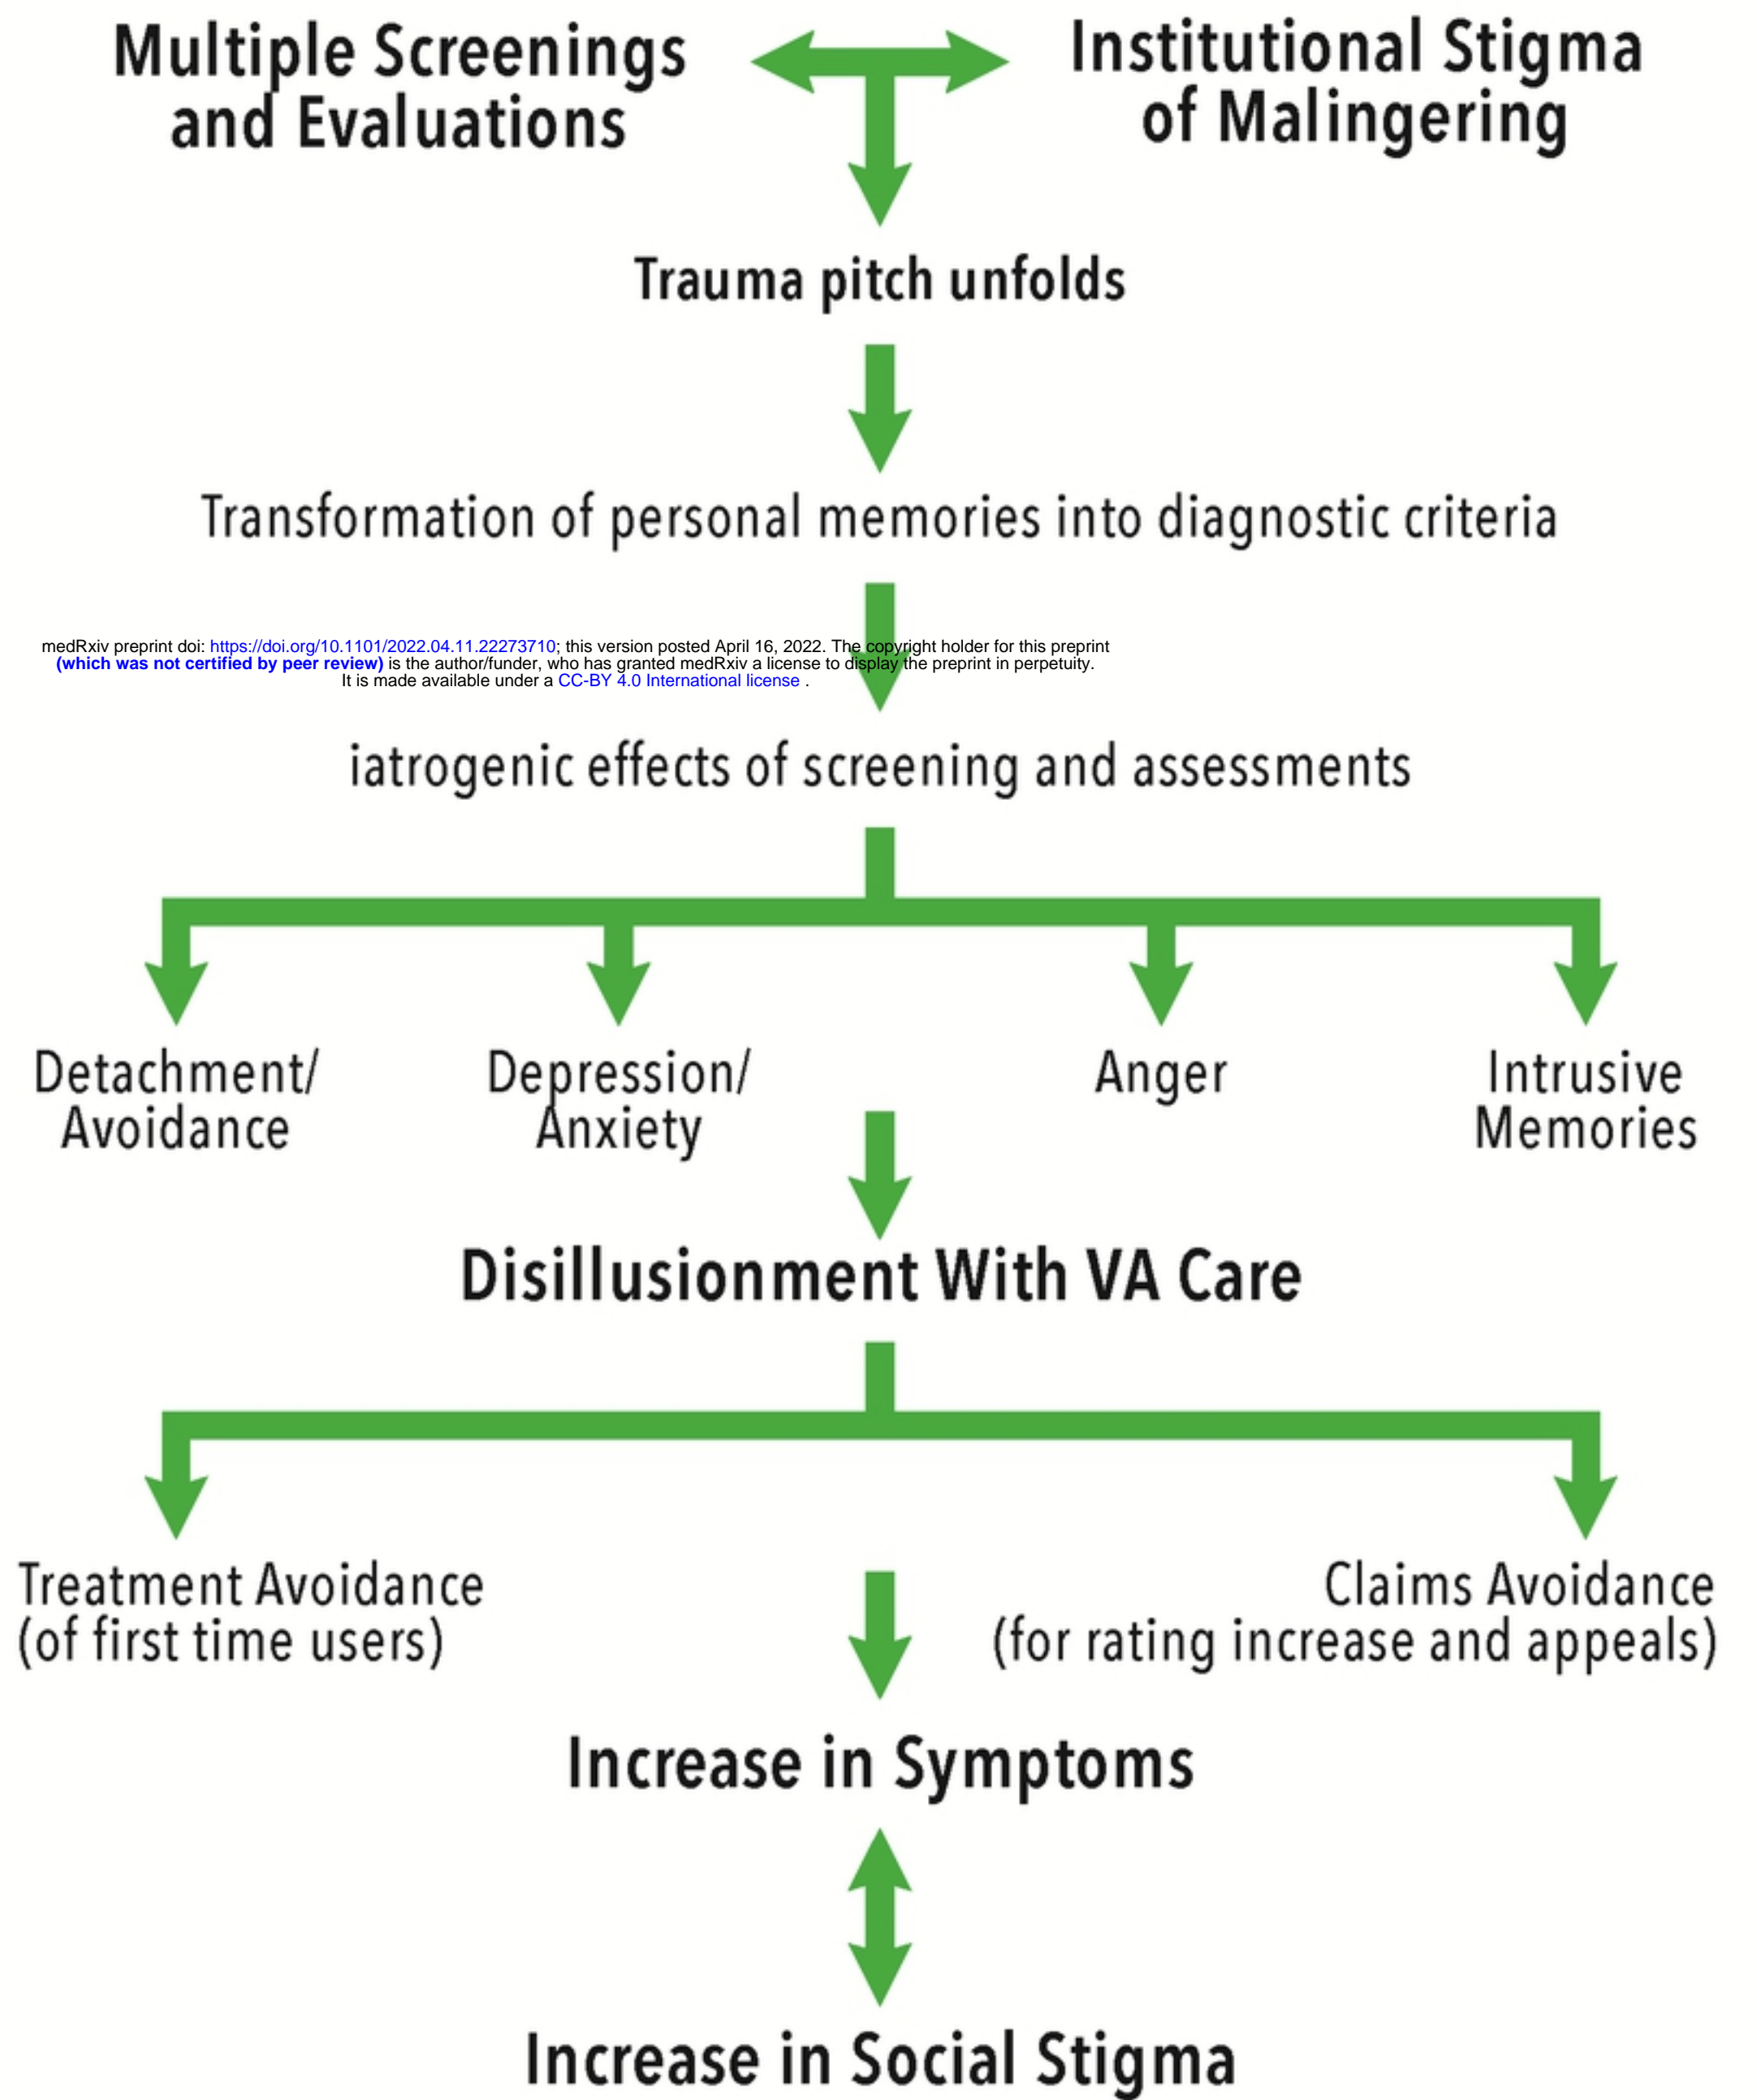 Multiple Screenings
and Evaluations
Institutional Stigma
of Malingering
Trauma pitch unfolds
Transformation of personal memories into diagnostic criteria
medRxiv preprint doi: https://doi.org/10.1101/2022.04.11.22273710; this version posted April 16, 2022. The copyright holder for this preprint
(which was not certified by peer review) is the author/funder, who has granted medRxiv a license to display the preprint in perpetuity.
It is made available under a CC-BY 4.0 International license .
iatrogenic effects of screening and assessments
Detachment/
Avoidance
Depression/
Anxiety
Anger
Intrusive
Memories
Disillusionment With VA Care
Treatment Avoidance
(of first time users)
Claims Avoidance
(for rating increase and appeals)
Increase in Symptoms
Increase in Social Stigma